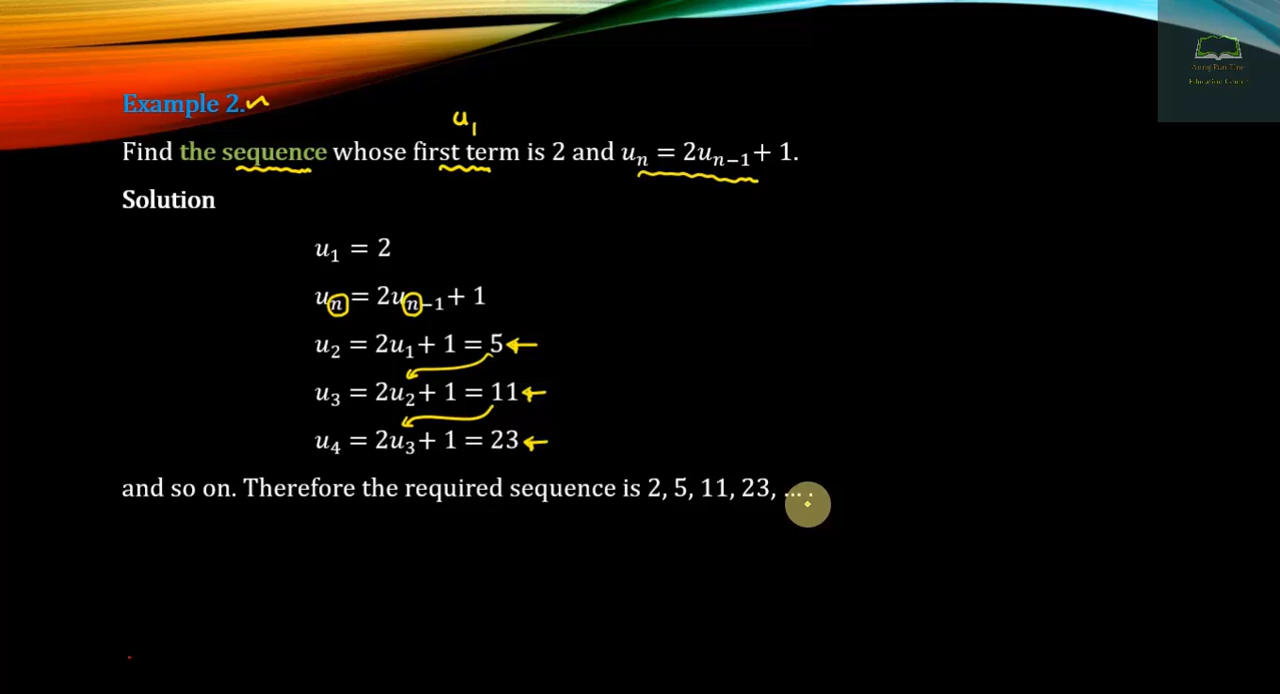 Example 2.
u₁
Find the sequence whose first term is 2 and uₙ = 2uₙ₋₁ + 1.
Solution
u₁ = 2
uₙ = 2uₙ₋₁ + 1
u₂ = 2u₁ + 1 = 5
u₃ = 2u₂ + 1 = 11
u₄ = 2u₃ + 1 = 23
and so on. Therefore the required sequence is 2, 5, 11, 23, ... .